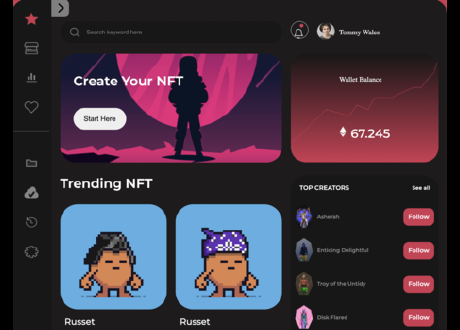 Search keyword here
Tommy Wales
Create Your NFT
Start Here
Wallet Balance
67.245
Trending NFT
Russet
Russet
TOP CREATORS
See all
Asherah
Follow
Enticing Delightful
Follow
Troy of the Untidy
Follow
Disk Flares
Follow